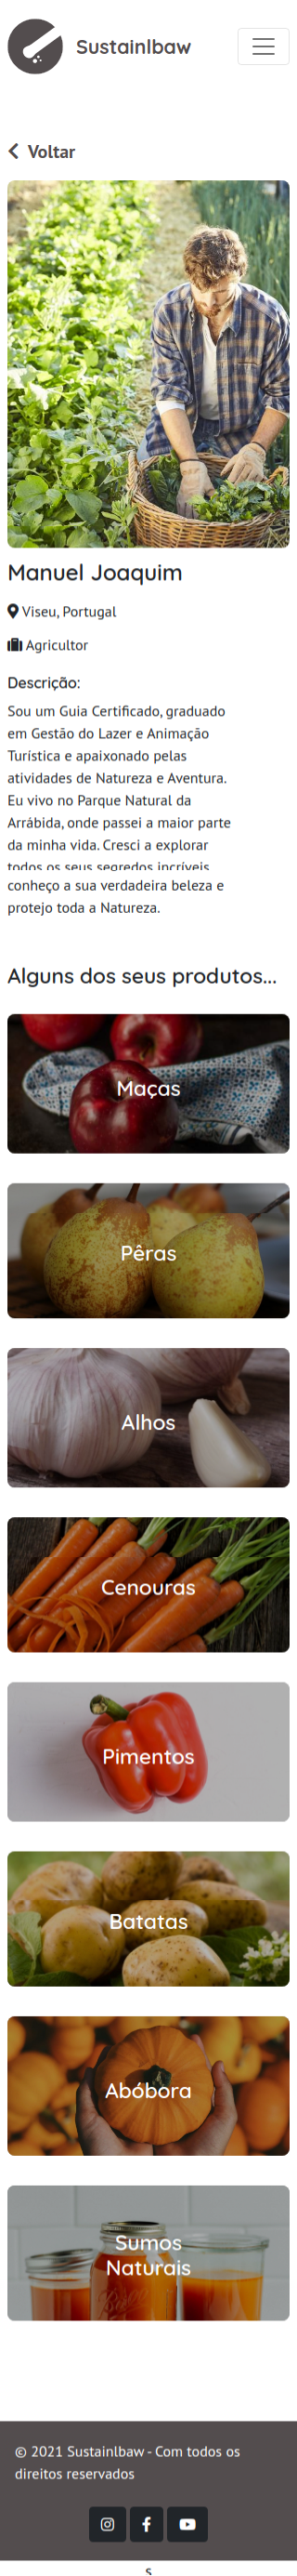 Sustainlbaw
Voltar
Manuel Joaquim
Viseu, Portugal
Agricultor
Descrição:
Sou um Guia Certificado, graduado
em Gestão do Lazer e Animação
Turística e apaixonado pelas
atividades de Natureza e Aventura.
Eu vivo no Parque Natural da
Arrábida, onde passei a maior parte
da minha vida. Cresci a explorar
todos os seus segredos incríveis
conheço a sua verdadeira beleza e
protejo toda a Natureza.
Alguns dos seus produtos...
Maças
Pêras
Alhos
Cenouras
Pimentos
Batatas
Abóbora
Sumos
Naturais
© 2021 Sustainlbaw - Com todos os
direitos reservados
s